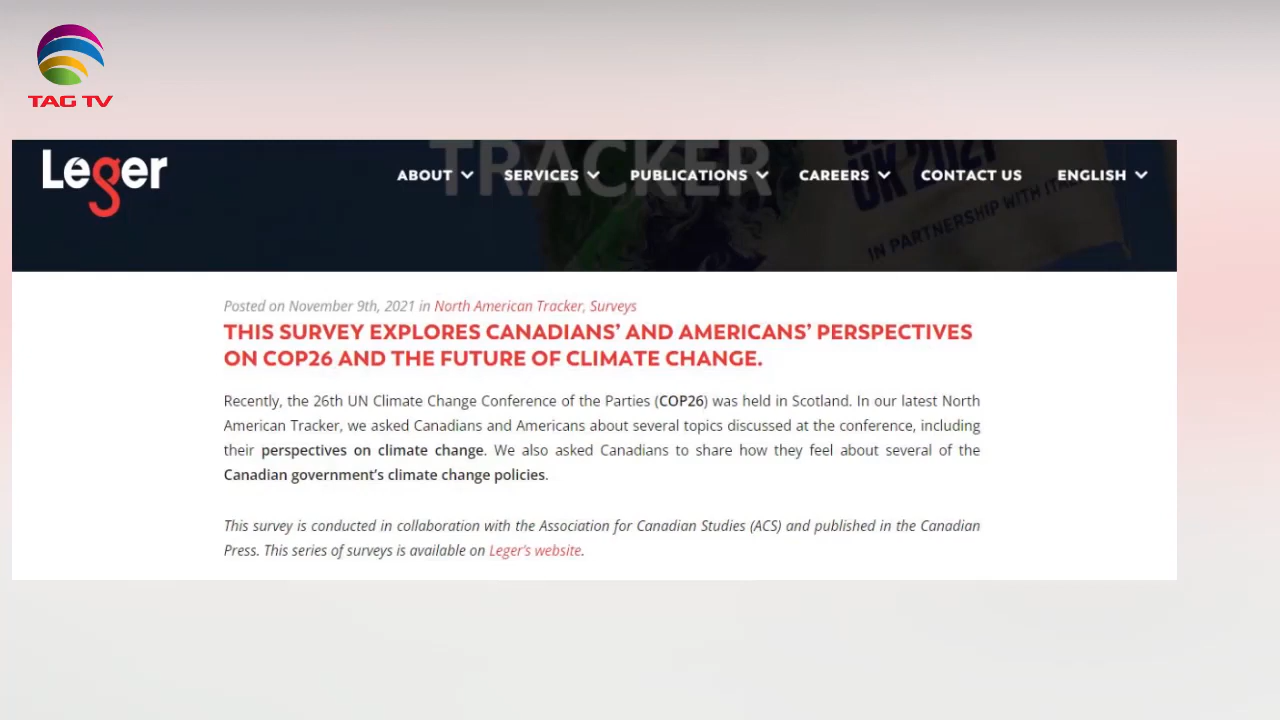 TAG TV
Leger
TRACKER
UK 2021
IN PARTNERSHIP WITH
ABOUT SERVICES PUBLICATIONS CAREERS CONTACT US ENGLISH
Posted on November 9th, 2021 in North American Tracker, Surveys
THIS SURVEY EXPLORES CANADIANS’ AND AMERICANS’ PERSPECTIVES
ON COP26 AND THE FUTURE OF CLIMATE CHANGE.
Recently, the 26th UN Climate Change Conference of the Parties (COP26) was held in Scotland. In our latest North
American Tracker, we asked Canadians and Americans about several topics discussed at the conference, including
their perspectives on climate change. We also asked Canadians to share how they feel about several of the
Canadian government’s climate change policies.
This survey is conducted in collaboration with the Association for Canadian Studies (ACS) and published in the Canadian
Press. This series of surveys is available on Leger’s website.